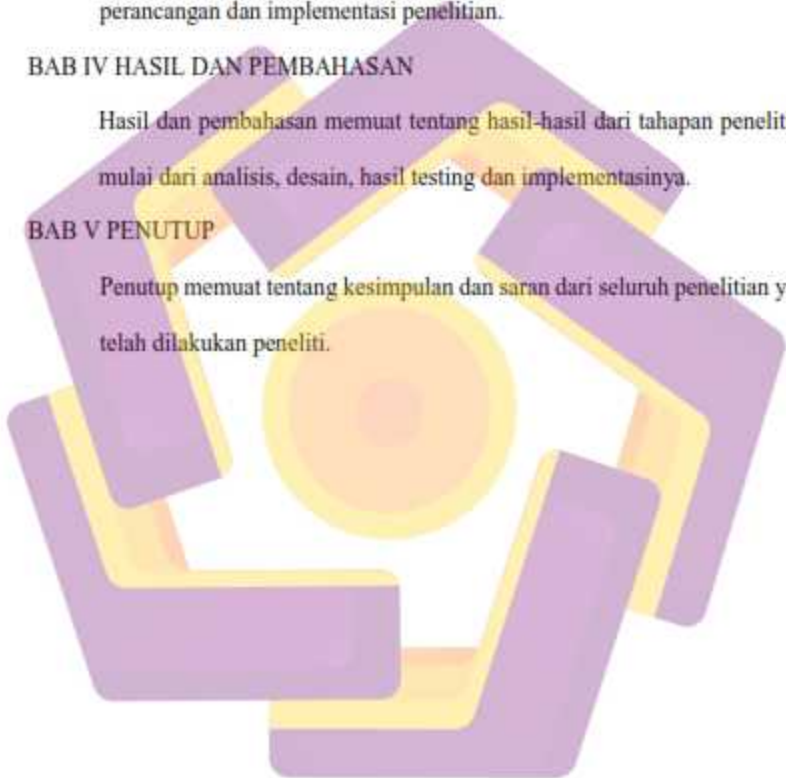 perancangan dan implementasi penelitian.
BAB IV HASIL DAN PEMBAHASAN
Hasil dan pembahasan memuat tentang hasil-hasil dari tahapan penelit
mulai dari analisis, desain, hasil testing dan implementasinya.
BAB V PENUTUP
Penutup memuat tentang kesimpulan dan saran dari seluruh penelitian y
telah dilakukan peneliti.